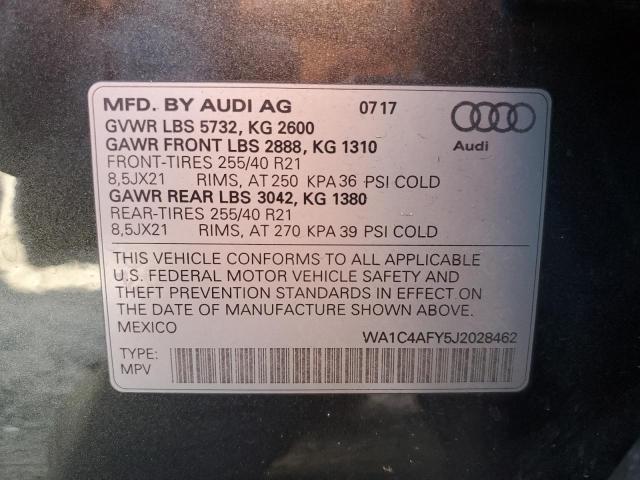 MFD. BY AUDI AG 0717
GVWR LBS 5732, KG 2600
GAWR FRONT LBS 2888, KG 1310
FRONT-TIRES 255/40 R21
8,5JX21 RIMS, AT 250 KPA 36 PSI COLD
GAWR REAR LBS 3042, KG 1380
REAR-TIRES 255/40 R21
8,5JX21 RIMS, AT 270 KPA 39 PSI COLD
Audi
THIS VEHICLE CONFORMS TO ALL APPLICABLE
U.S. FEDERAL MOTOR VEHICLE SAFETY AND
THEFT PREVENTION STANDARDS IN EFFECT ON
THE DATE OF MANUFACTURE SHOWN ABOVE.
MEXICO WA1C4AFY5J2028462
TYPE:
MPV